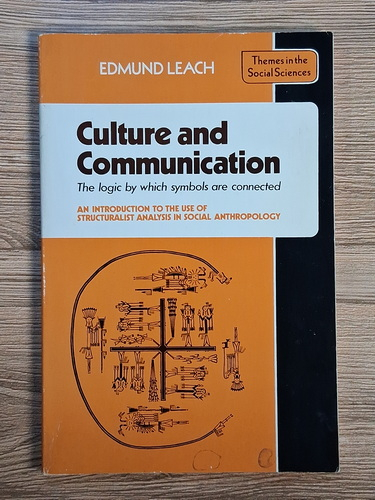 EDMUND LEACH
Themes in the
Social Sciences
Culture and
Communication
The logic by which symbols are connected
AN INTRODUCTION TO THE USE OF
STRUCTURALIST ANALYSIS IN SOCIAL ANTHROPOLOGY